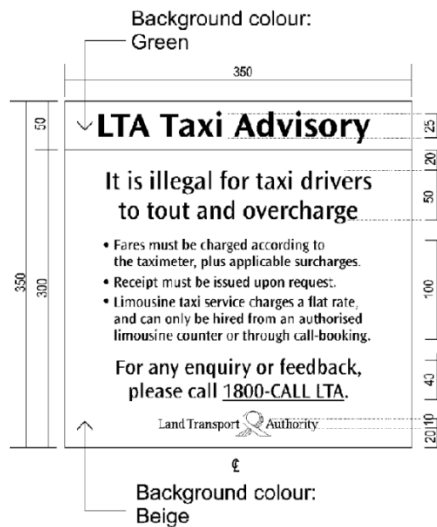 Background colour:
Green
350
LTA Taxi Advisory
It is illegal for taxi drivers
to tout and overcharge
• Fares must be charged according to
the taximeter, plus applicable surcharges.
• Receipt must be issued upon request.
• Limousine taxi service charges a flat rate,
and can only be hired from an authorised
limousine counter or through call-booking.
For any enquiry or feedback,
please call 1800-CALL LTA.
Land Transport Authority
350
50
300
25
20
50
100
40
10
20
℄
Background colour:
Beige